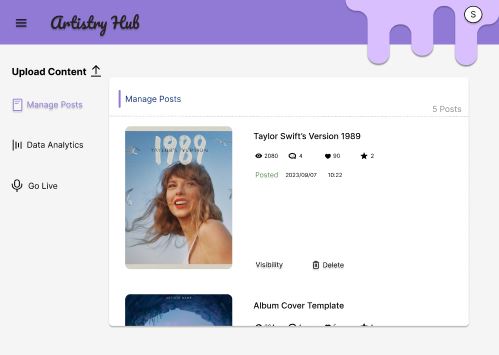 Artistry Hub
S
Upload Content
Manage Posts
Data Analytics
Go Live
Manage Posts
5 Posts
1989
TAYLOR'S VERSION
Taylor Swift's Version 1989
2080 4 90 2
Posted 2023/09/07 10:22
Visibility Delete
Album Cover Template